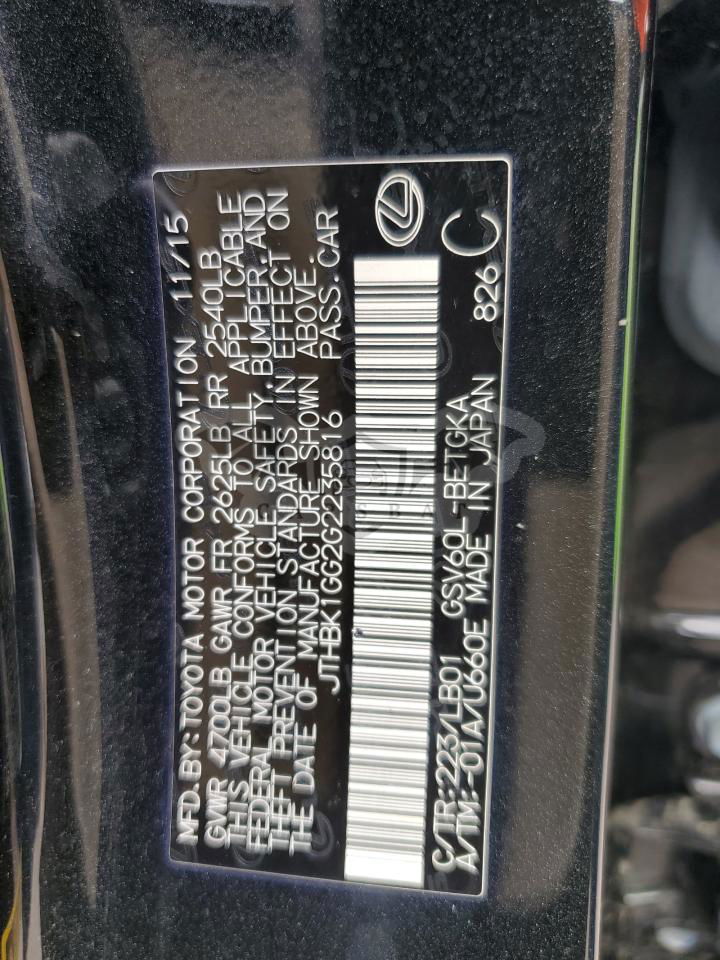 MFD.BY:TOYOTA MOTOR CORPORATION 11/15
GVWR 4700LB GAWR FR 2625LB RR 2540LB
THIS VEHICLE CONFORMS TO ALL APPLICABLE
FEDERAL MOTOR VEHICLE SAFETY,BUMPER,AND
THEFT PREVENTION STANDARDS IN EFFECT ON
THE DATE OF MANUFACTURE SHOWN ABOVE.
JTHBK1GG2G2235816 PASS.CAR
C/TR:223/LB01 GSV60L-BETGKA
A/TM:-01A/U660E MADE IN JAPAN 826 C